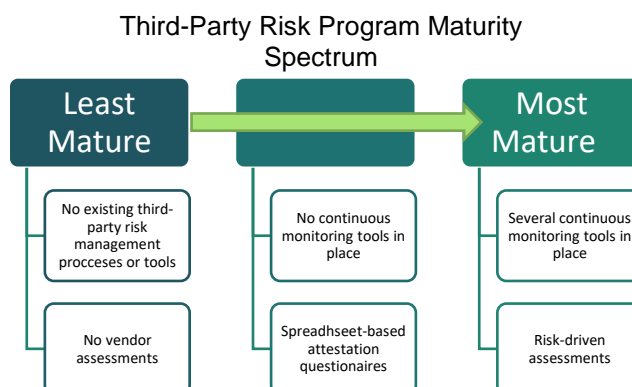 Third-Party Risk Program Maturity
Spectrum
Least
Mature
Most
Mature
No existing third-
party risk
management
procceses or tools
No continuous
monitoring tools in
place
Several continuous
monitoring tools in
place
No vendor
assessments
Spreadhseet-based
attestation
questionaires
Risk-driven
assessments